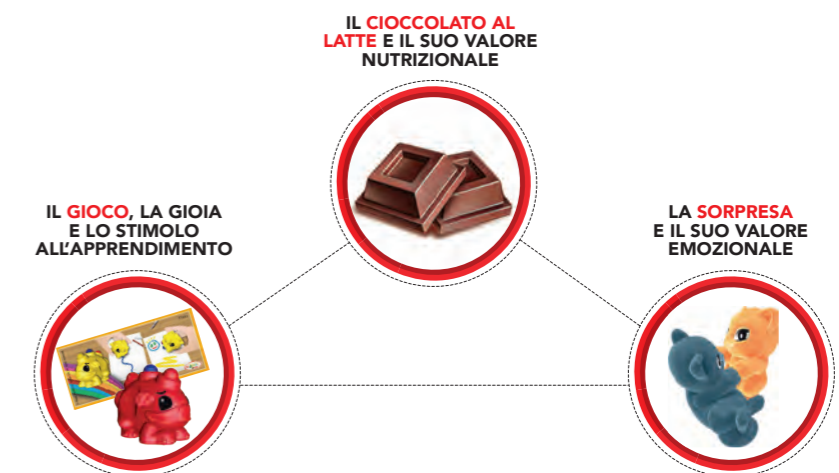 IL CIOCCOLATO AL
LATTE E IL SUO VALORE
NUTRIZIONALE
IL GIOCO, LA GIOIA
E LO STIMOLO
ALL'APPRENDIMENTO
LA SORPRESA
E IL SUO VALORE
EMOZIONALE